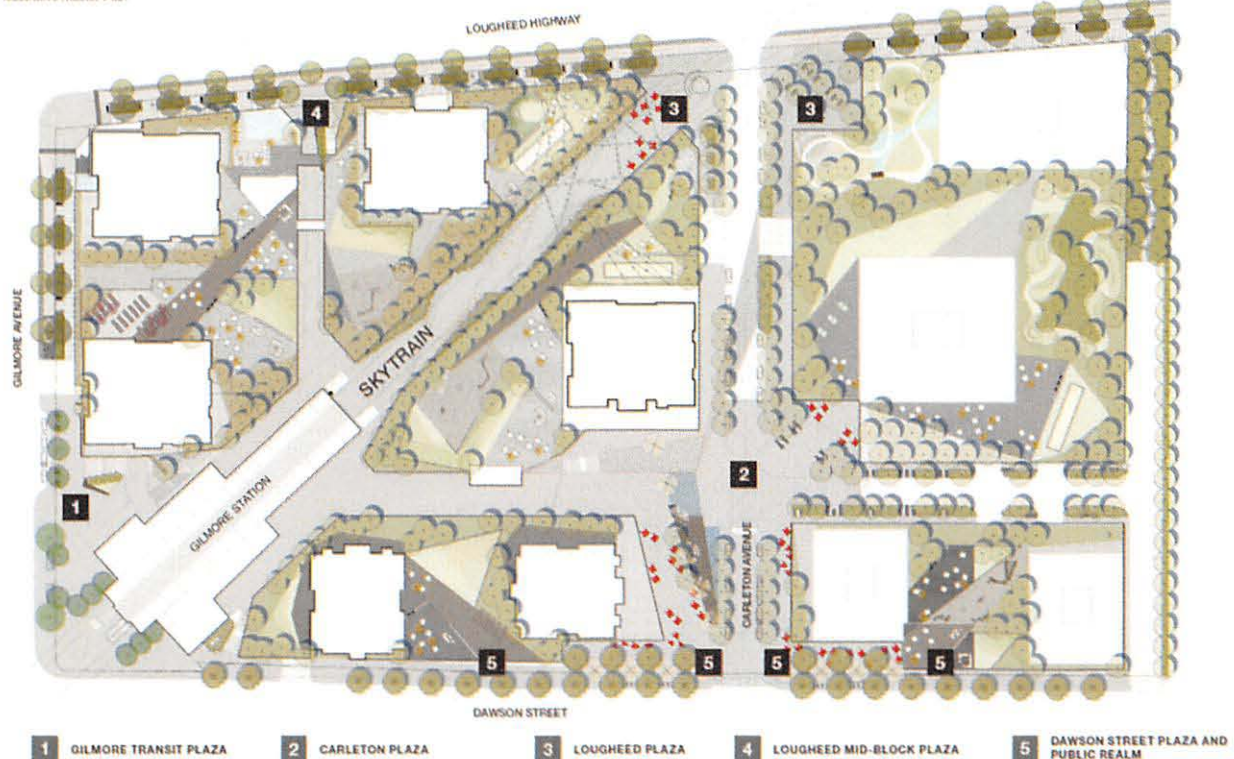 LOUGHEED HIGHWAY
4
3
3
GILMORE AVENUE
SKYTRAIN
2
1
GILMORE STATION
CARLETON AVENUE
5
5
5
5
DAWSON STREET
1 GILMORE TRANSIT PLAZA
2 CARLETON PLAZA
3 LOUGHEED PLAZA
4 LOUGHEED MID-BLOCK PLAZA
5 DAWSON STREET PLAZA AND
PUBLIC REALM